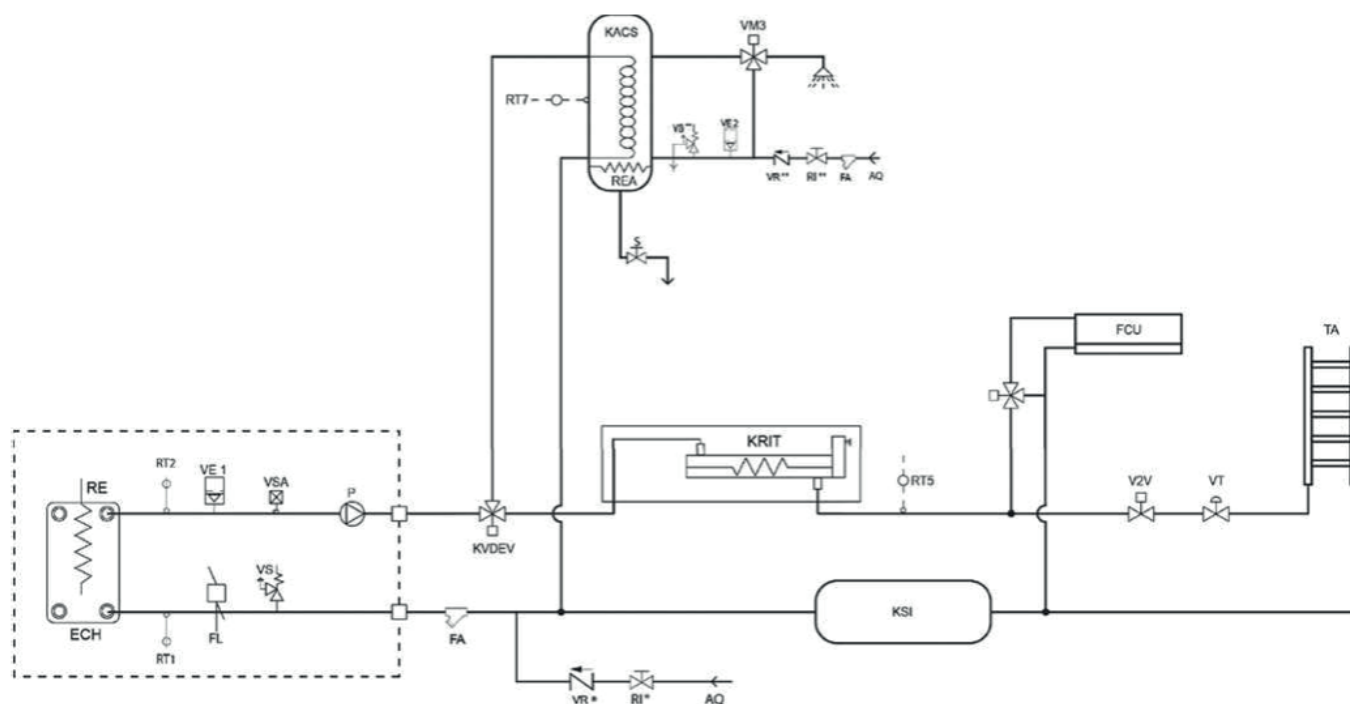 KACS
VM3
RT7
VS**
VE2
REA
VR**
RI**
FA
AQ
S
FCU
TA
KRIT
RT2
VE 1
VSA
P
RE
RT5
V2V
VT
KVDEV
VS
KSI
ECH
FL
FA
RT1
VR*
RI*
AQ